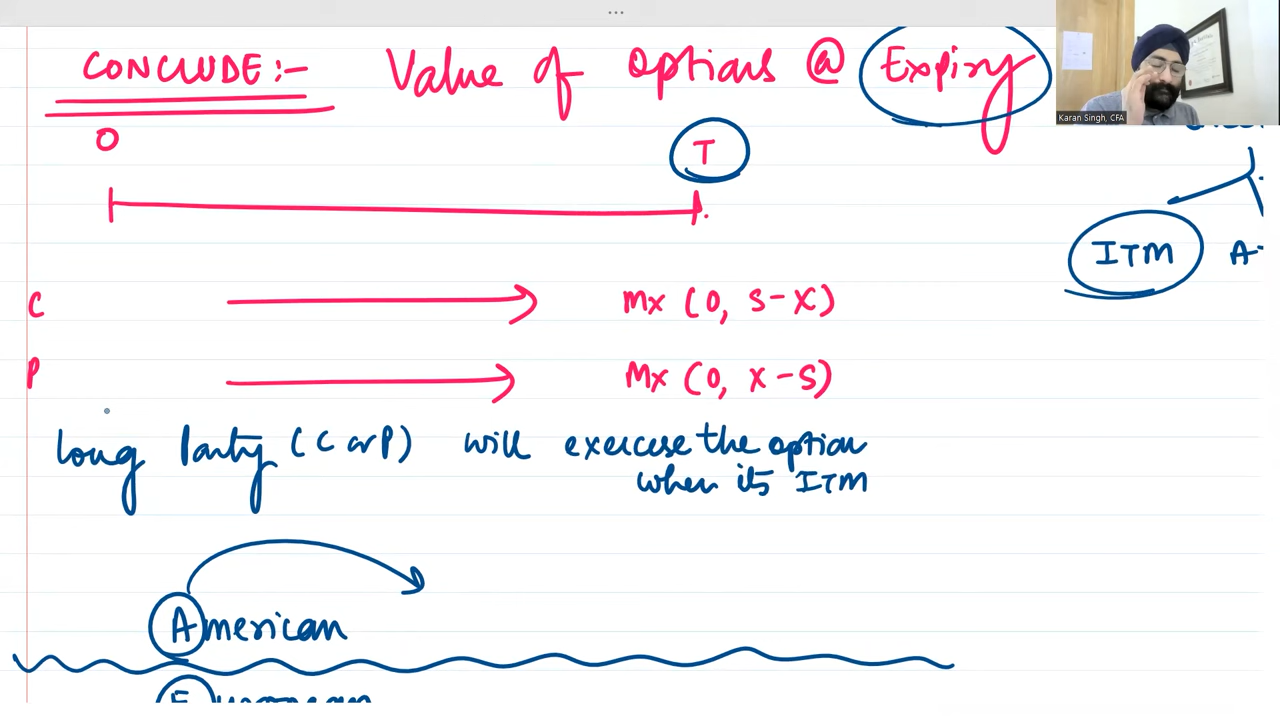 CONCLUDE:- Value of options @ Expiry
Karan Singh, CFA
0 T
ITM A
C Mx (0, S-X)
P Mx (0, X-S)
long Party (C or P) will exercise the option
when its ITM
American
European